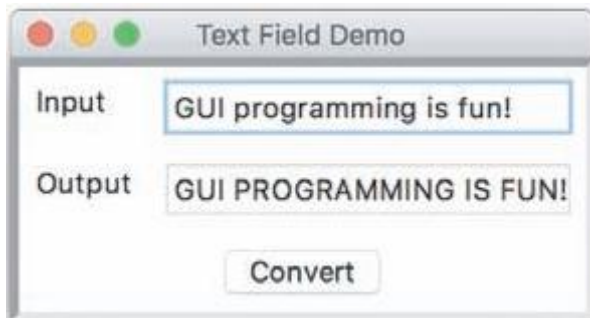 Text Field Demo
Input GUI programming is fun!
Output GUI PROGRAMMING IS FUN!
Convert